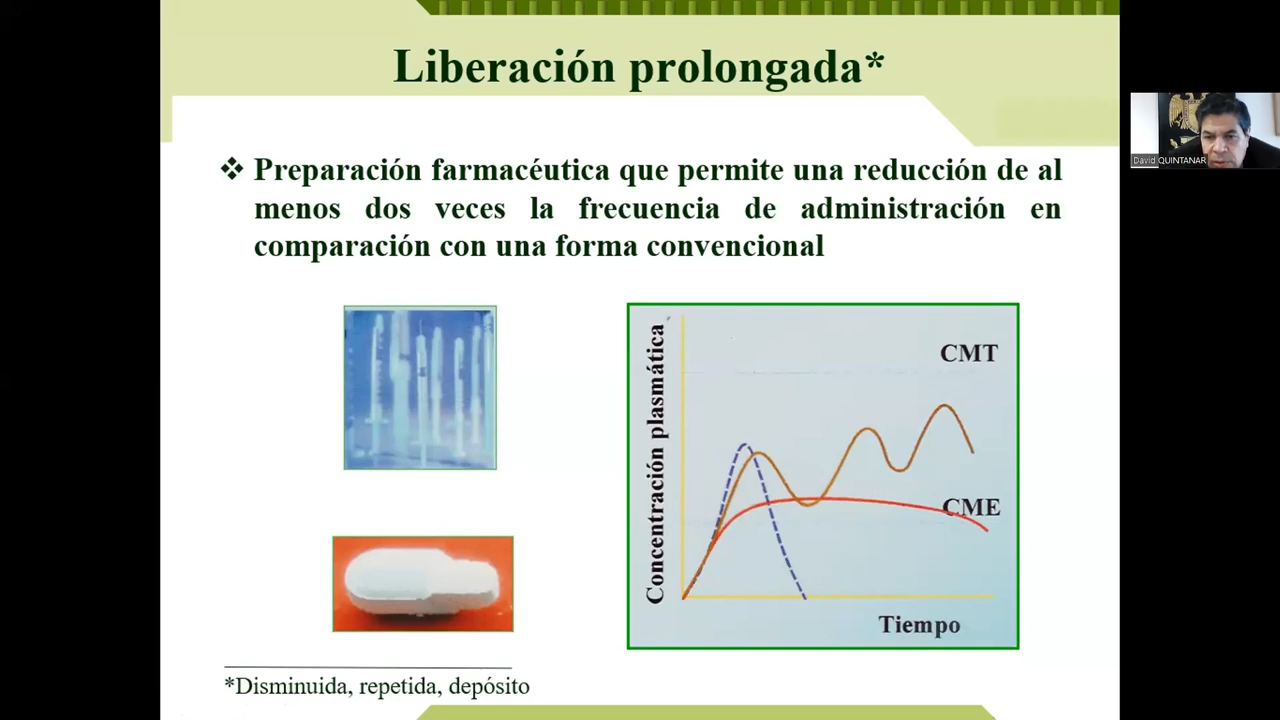 Liberación prolongada*
❖ Preparación farmacéutica que permite una reducción de al
menos dos veces la frecuencia de administración en
comparación con una forma convencional
Concentración plasmática
CMT
CME
Tiempo
*Disminuida, repetida, depósito
David QUINTANAR